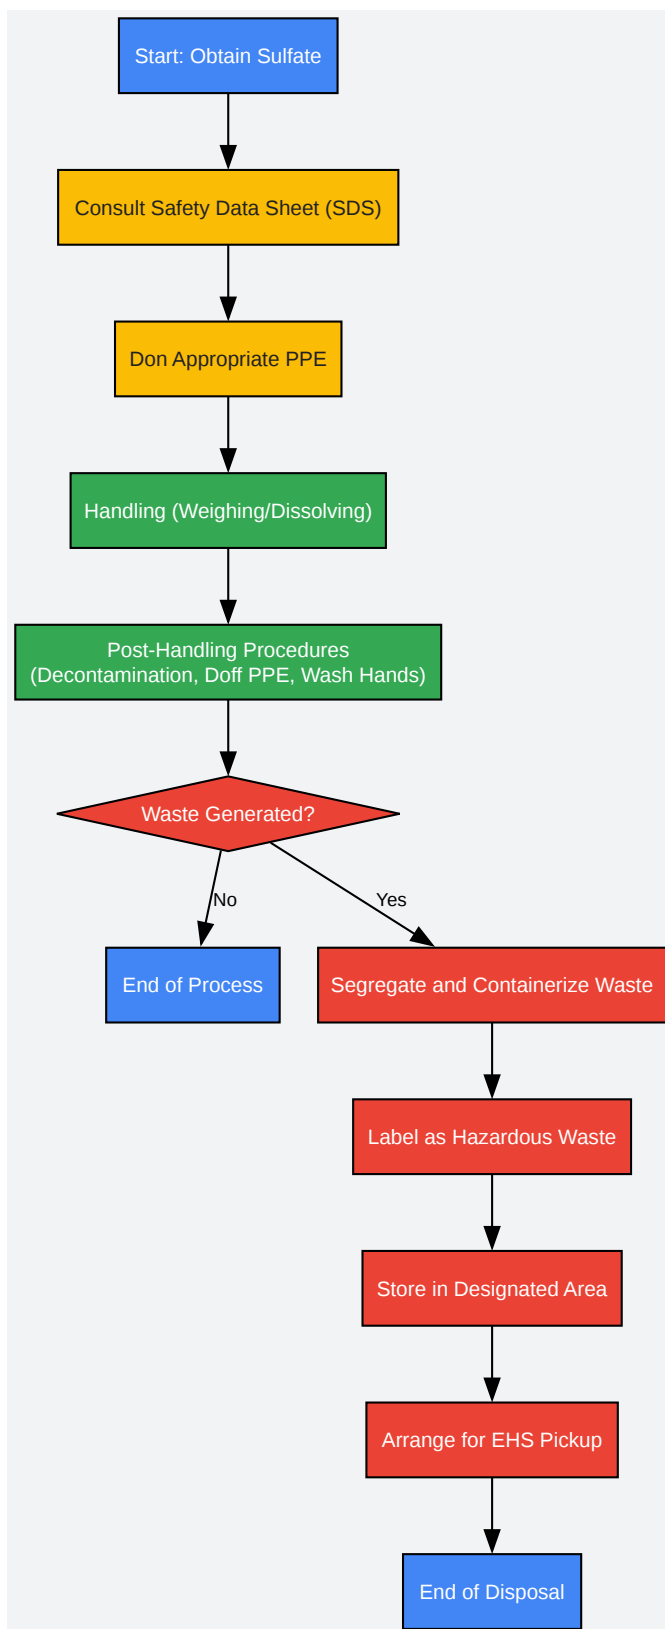 Start: Obtain Sulfate
Consult Safety Data Sheet (SDS)
Don Appropriate PPE
Handling (Weighing/Dissolving)
Post-Handling Procedures
(Decontamination, Doff PPE, Wash Hands)
Waste Generated?
No
Yes
End of Process
Segregate and Containerize Waste
Label as Hazardous Waste
Store in Designated Area
Arrange for EHS Pickup
End of Disposal